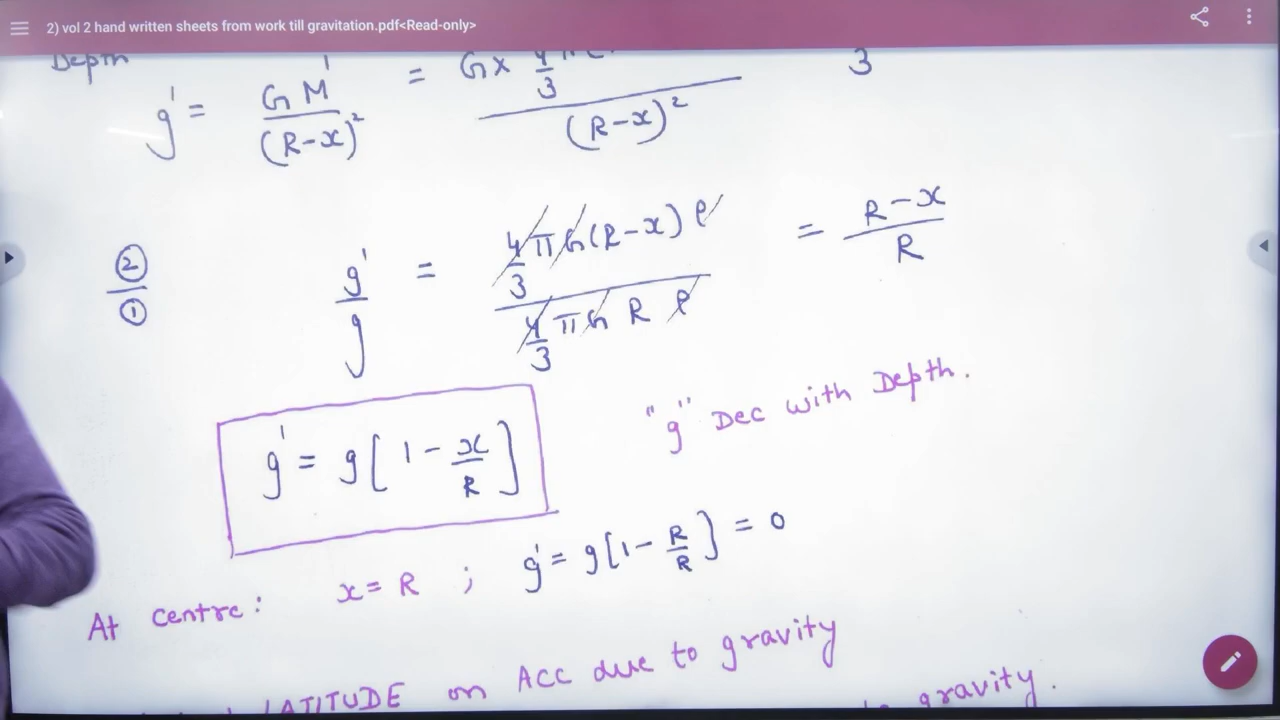 2) vol 2 hand written sheets from work till gravitation.pdf<Read-only>
Depth
g' = GM'/(R-x)² = G× 4/3 π /(R-x)² 3
②/① g'/g = 4/3 πG(R-x)ρ / 4/3 πG R ρ = R-x/R
g' = g[1 - x/R] "g" Dec with Depth.
At centre: x = R ; g' = g[1 - R/R] = 0
LATITUDE on Acc due to gravity
gravity.